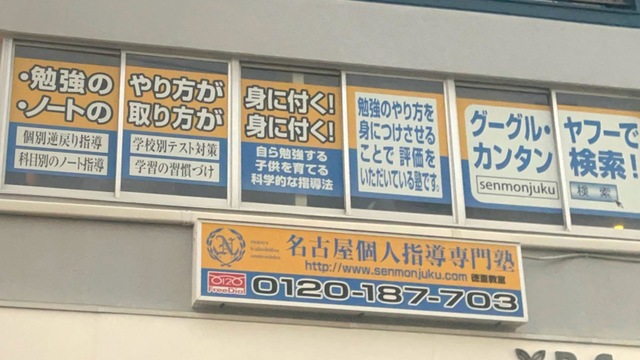 ・勉強の
・ノートの
個別逆戻り指導
科目別のノート指導
やり方が
取り方が
学校別テスト対策
学習の習慣づけ
身に付く!
身に付く!
自ら勉強する
子供を育てる
科学的な指導法
勉強のやり方を
身につけさせる
ことで 評価を
いただいている塾です。
グーグル・
カンタン
senmonjuku
ヤフーで
検索!
検索
名古屋個人指導専門塾
http://www.senmonjuku.com 徳重教室
0120
FreeDial
0120-187-703